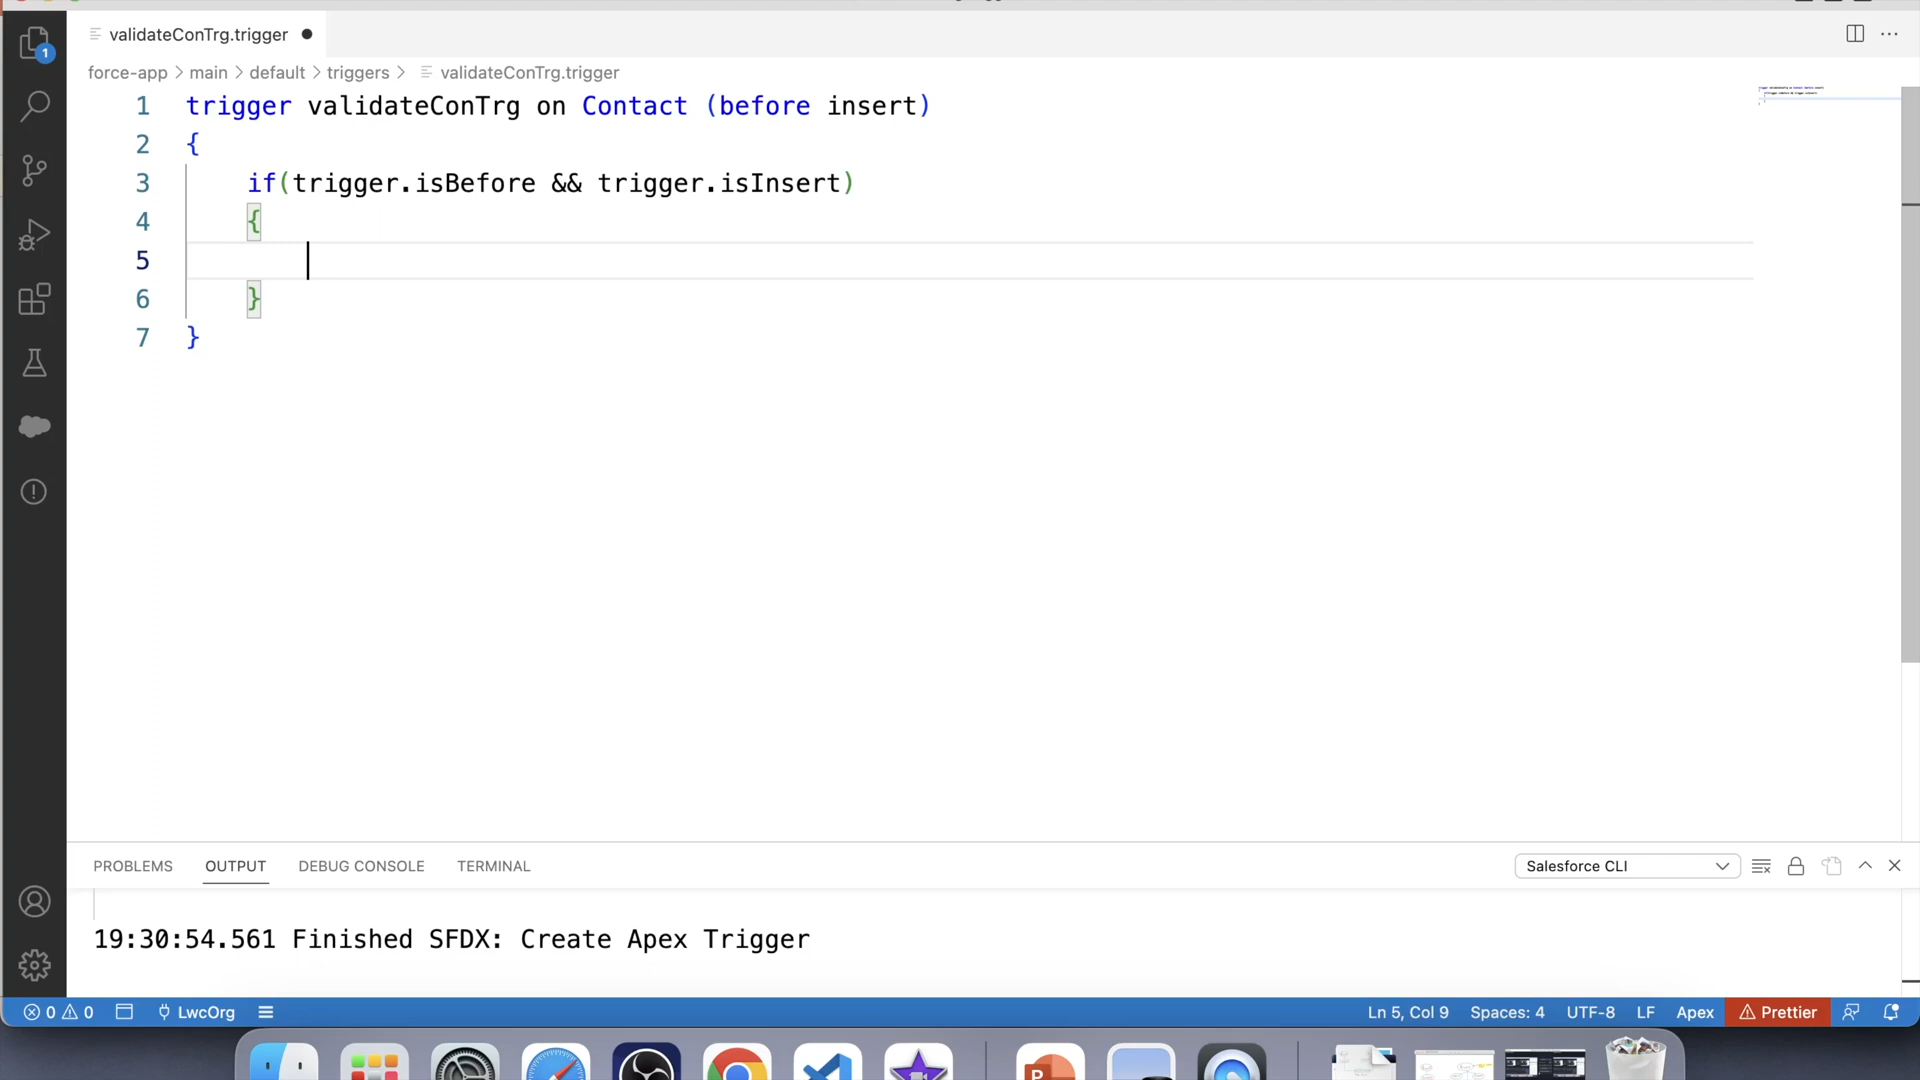 validateConTrg.trigger
force-app > main > default > triggers > validateConTrg.trigger
1 trigger validateConTrg on Contact (before insert)
2 {
3 if(trigger.isBefore && trigger.isInsert)
4 {
5
6 }
7 }
1
PROBLEMS OUTPUT DEBUG CONSOLE TERMINAL Salesforce CLI
19:30:54.561 Finished SFDX: Create Apex Trigger
0 0 LwcOrg Ln 5, Col 9 Spaces: 4 UTF-8 LF Apex Prettier
P